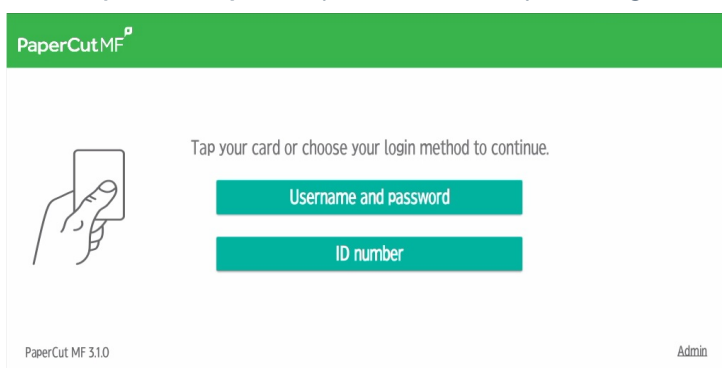 PaperCut MF
Tap your card or choose your login method to continue.
Username and password
ID number
PaperCut MF 3.1.0
Admin